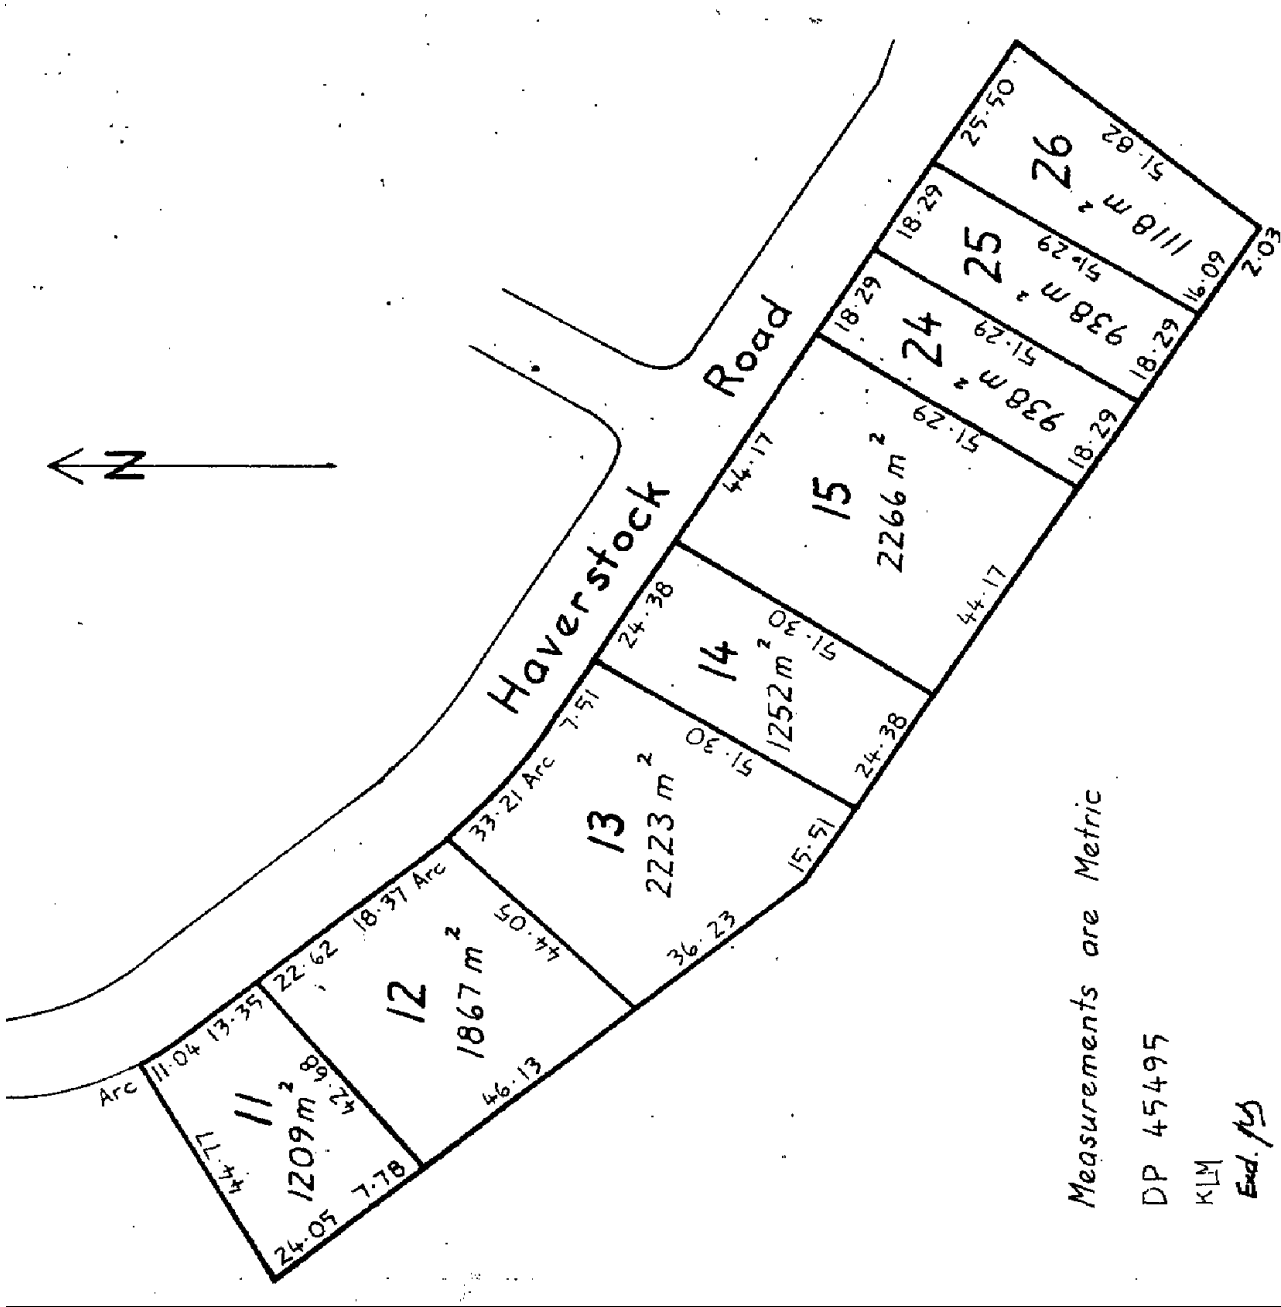 N
Haverstock Road
Arc
11·04
13·35
44·77
11
1209 m²
42·68
24·05
7·78
22·62
18·37 Arc
12
1867 m²
44·05
46·13
33·21 Arc
7·51
13
2223 m²
51·30
36·23
15·51
24·38
14
1252 m²
51·30
24·38
44·17
15
2266 m²
51·29
44·17
18·29
24
938 m²
51·29
18·29
18·29
25
938 m²
51·29
18·29
25·50
26
1118 m²
51·82
16·09
2·03
Measurements are Metric
DP 45495
KLM